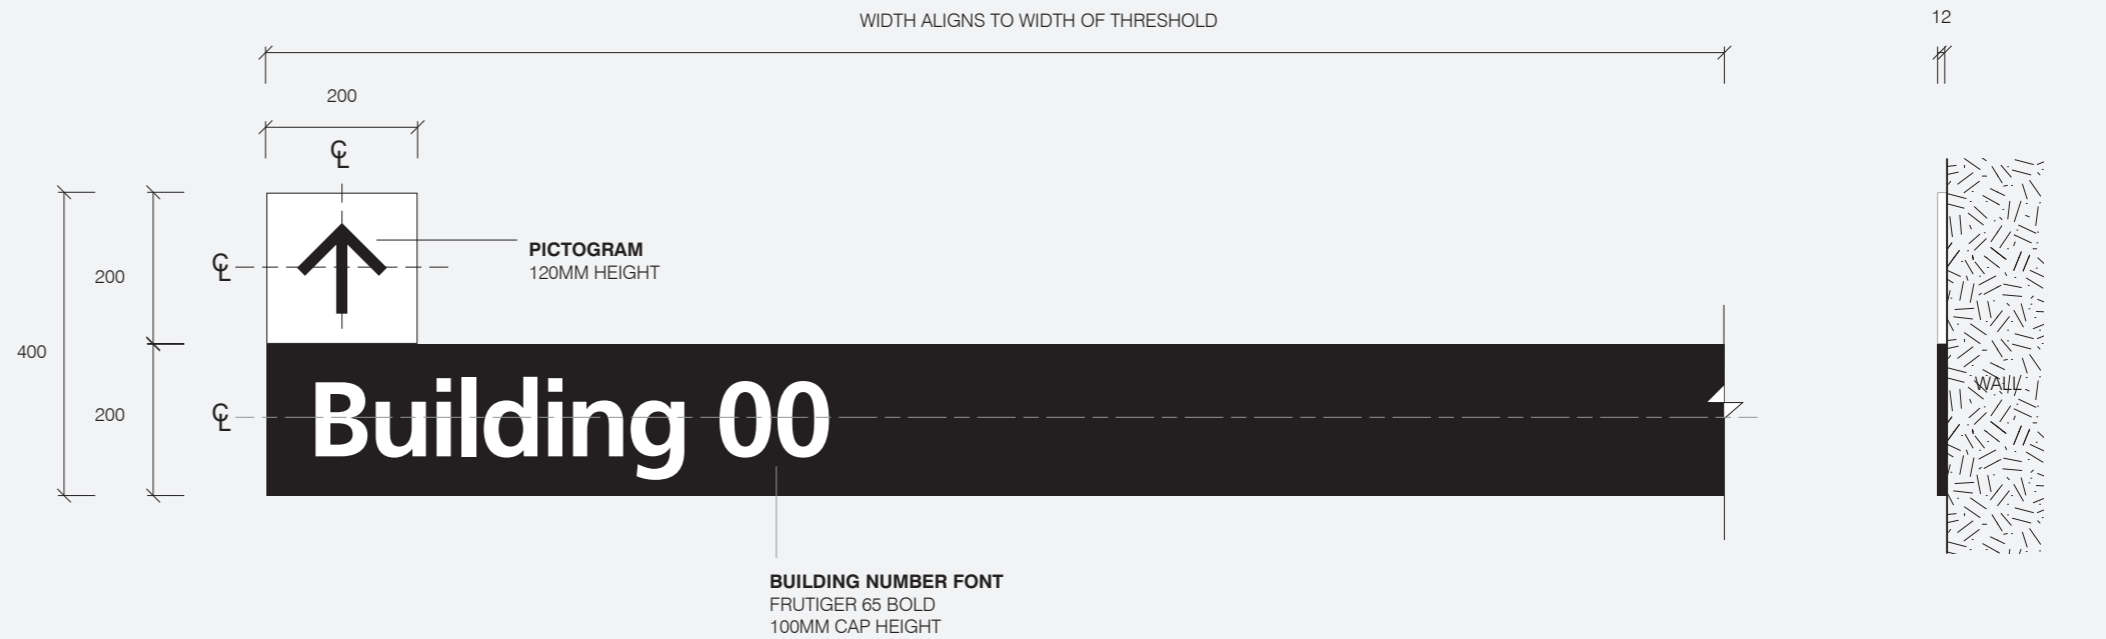 WIDTH ALIGNS TO WIDTH OF THRESHOLD
12
200
CL
CL
PICTOGRAM
120MM HEIGHT
200
400
WALL
200
CL
Building 00
BUILDING NUMBER FONT
FRUTIGER 65 BOLD
100MM CAP HEIGHT